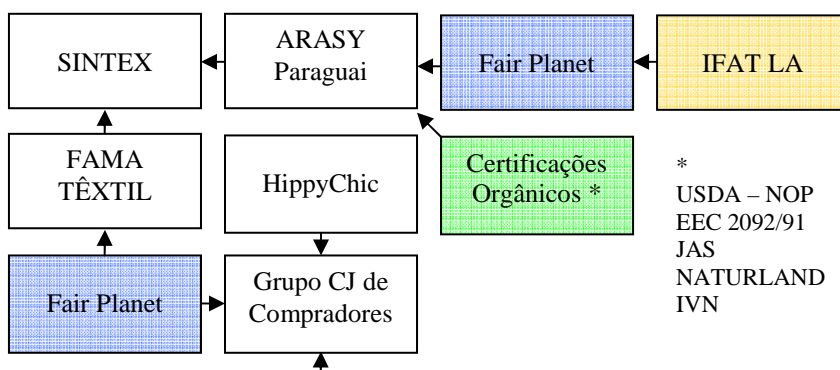 SINTEX
ARASY
Paraguai
Fair Planet
IFAT LA
FAMA
TÊXTIL
HippyChic
Certificações
Orgânicos *
*
USDA – NOP
EEC 2092/91
JAS
NATURLAND
IVN
Fair Planet
Grupo CJ de
Compradores